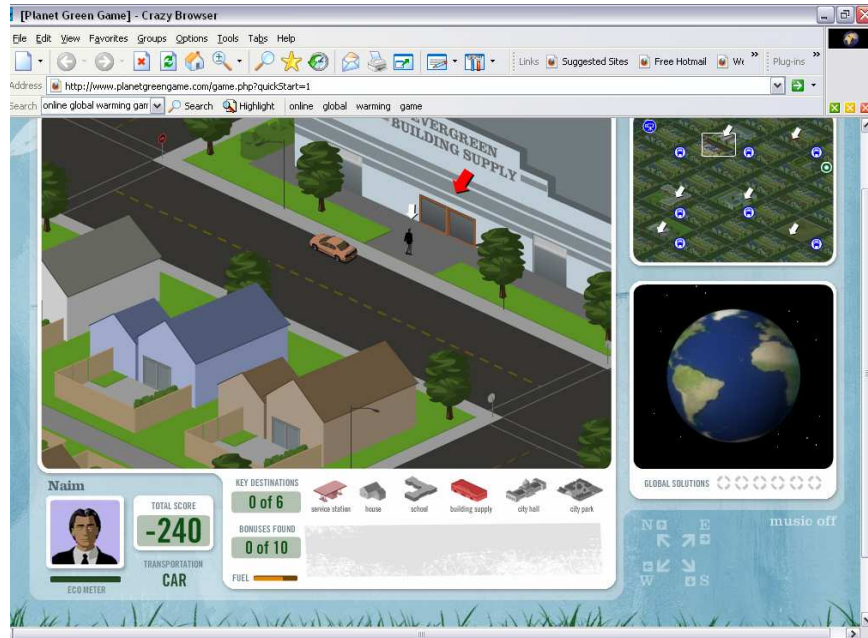 [Planet Green Game] - Crazy Browser
File Edit View Favorites Groups Options Tools Tabs Help
Links Suggested Sites Free Hotmail We » Plug-ins »
Address http://www.planetgreengame.com/game.php?quickStart=1
Search online global warming gam Search Highlight online global warming game
EVERGREEN
BUILDING SUPPLY
Naim
TOTAL SCORE
-240
TRANSPORTATION
CAR
ECO METER
KEY DESTINATIONS
0 of 6
BONUSES FOUND
0 of 10
FUEL
service station house school building supply city hall city park
GLOBAL SOLUTIONS
music off
N E
W S